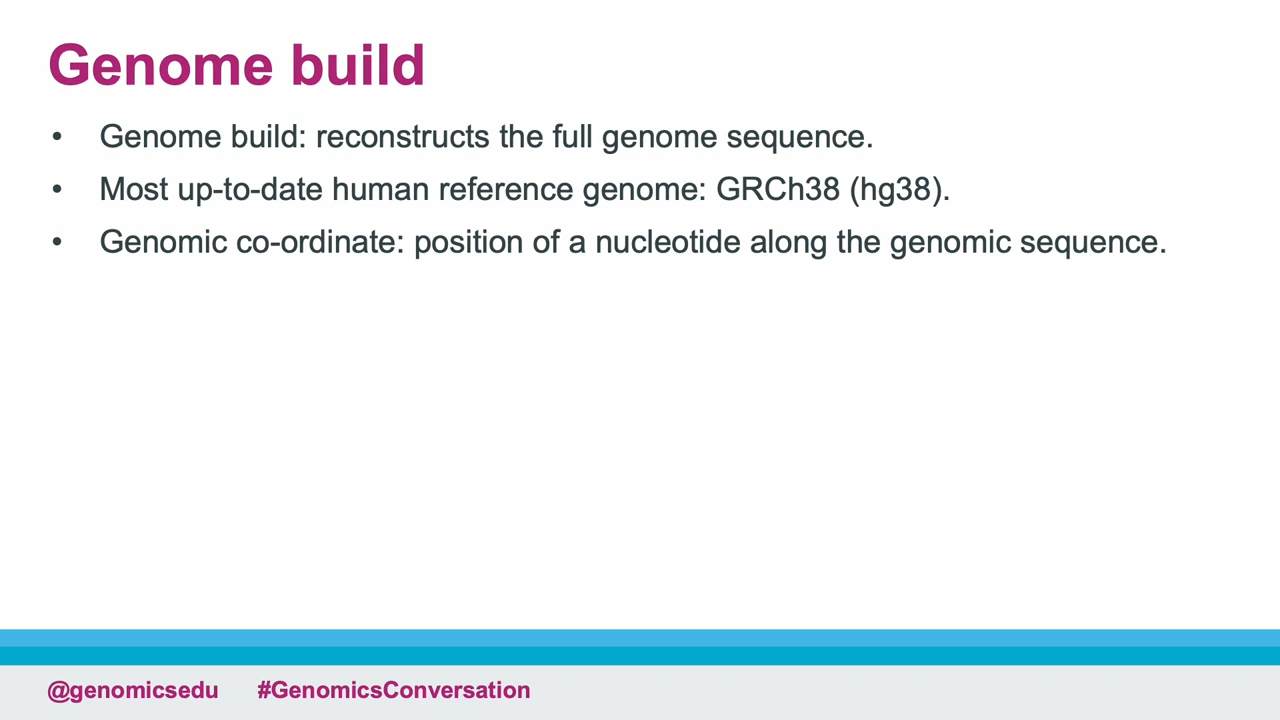 Genome build
• Genome build: reconstructs the full genome sequence.
• Most up-to-date human reference genome: GRCh38 (hg38).
• Genomic co-ordinate: position of a nucleotide along the genomic sequence.
@genomicsedu #GenomicsConversation